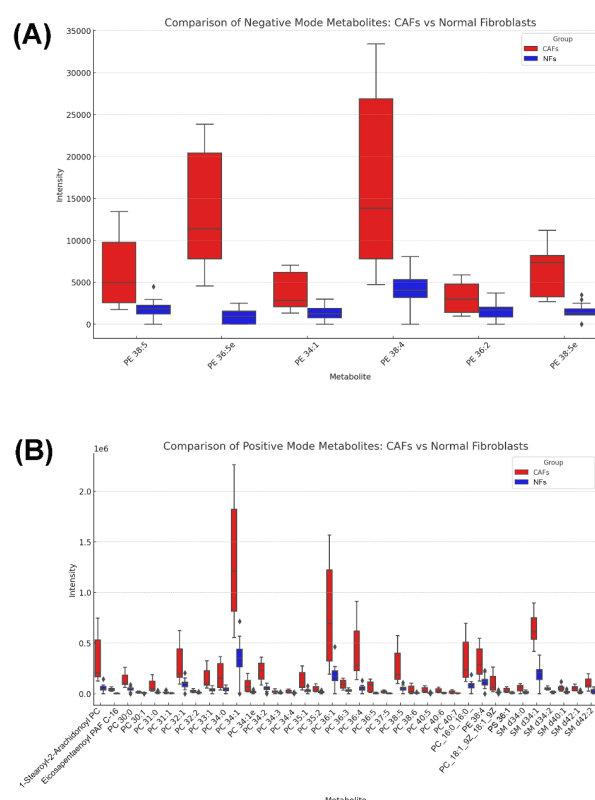 (A)
Comparison of Negative Mode Metabolites: CAFs vs Normal Fibroblasts
Group
CAFs
NFs
35000
30000
25000
20000
15000
10000
5000
0
Intensity
PE 38:5
PE 36:5e
PE 34:1
PE 38:4
PE 36:2
PE 38:5e
Metabolite
(B)
Comparison of Positive Mode Metabolites: CAFs vs Normal Fibroblasts
1e6
Group
CAFs
NFs
2.0
1.5
1.0
0.5
0.0
Intensity
1-Stearoyl-2-Arachidonoyl PC
Eicosapentaenoyl PAF C-16
PC 30:0
PC 30:1
PC 31:0
PC 31:1
PC 32:1
PC 32:2
PC 33:1
PC 34:0
PC 34:1
PC 34:1e
PC 34:2
PC 34:3
PC 34:4
PC 35:1
PC 35:2
PC 36:1
PC 36:3
PC 36:4
PC 36:5
PC 37:5
PC 38:5
PC 38:6
PC 40:5
PC 40:6
PC 40:7
PC_16:0_16:0
PE 38:4
PC_18:1_9Z_18:1_9Z
PS 38:1
SM d34:0
SM d34:1
SM d34:2
SM d40:1
SM d42:1
SM d42:2
Metabolite